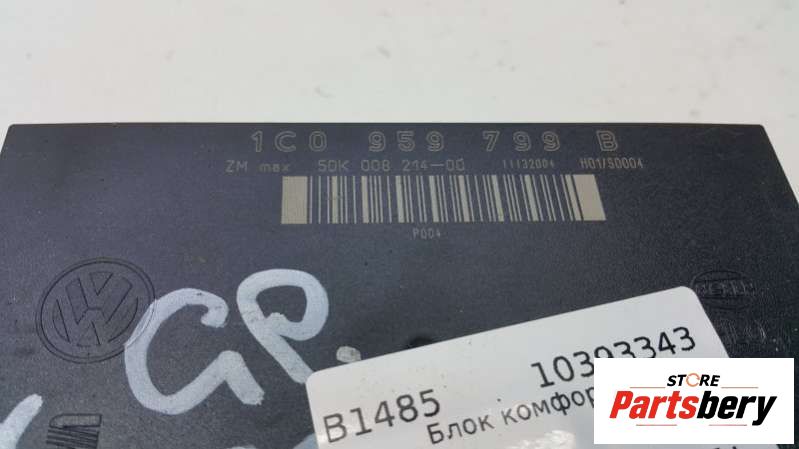 1C0 959 799 B
ZM max 5DK 008 214-00 11132004 H01/S0004
P004
VW
GP.
B1485 10393343
Блок комфор
STORE
Partsbery